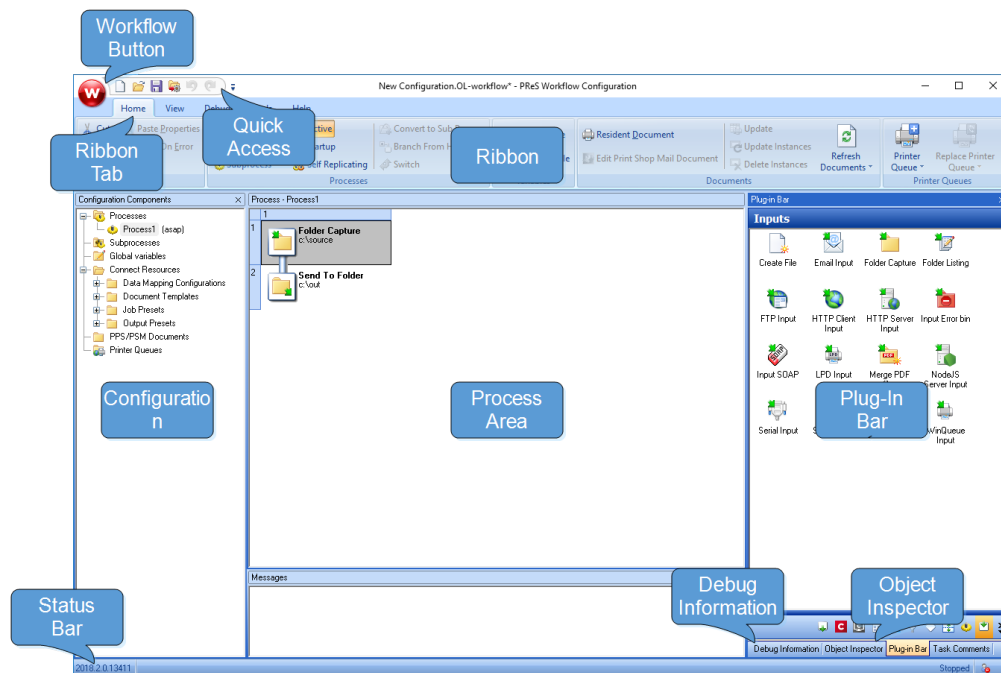 Workflow
Button
New Configuration.OL-workflow* - PReS Workflow Configuration
Home View Help
Quick
Access
Ribbon
Tab
Ribbon
Paste Properties
On Error
Self Replicating
Branch From
Switch
Processes
Resident Document
Edit Print Shop Mail Document
Update
Update Instances
Delete Instances
Refresh
Documents
Documents
Printer
Queue
Replace Printer
Queue
Printer Queues
Configuration Components
Processes
Process1 (asap)
Subprocesses
Global variables
Connect Resources
Data Mapping Configurations
Document Templates
Job Presets
Output Presets
PPS/PSM Documents
Printer Queues
Configuratio
n
Process - Process1
1
1
Folder Capture
c:\source
2
Send To Folder
c:\out
Process
Area
Messages
Plug-in Bar
Inputs
Create File Email Input Folder Capture Folder Listing
FTP Input HTTP Client Input HTTP Server Input Input Error bin
Input SOAP LPD Input Merge PDF NodeJS Server Input
Serial Input WinQueue Input
Plug-In
Bar
Debug
Information
Object
Inspector
Debug Information Object Inspector Plug-in Bar Task Comments
Status
Bar
2018.2.0.13411
Stopped